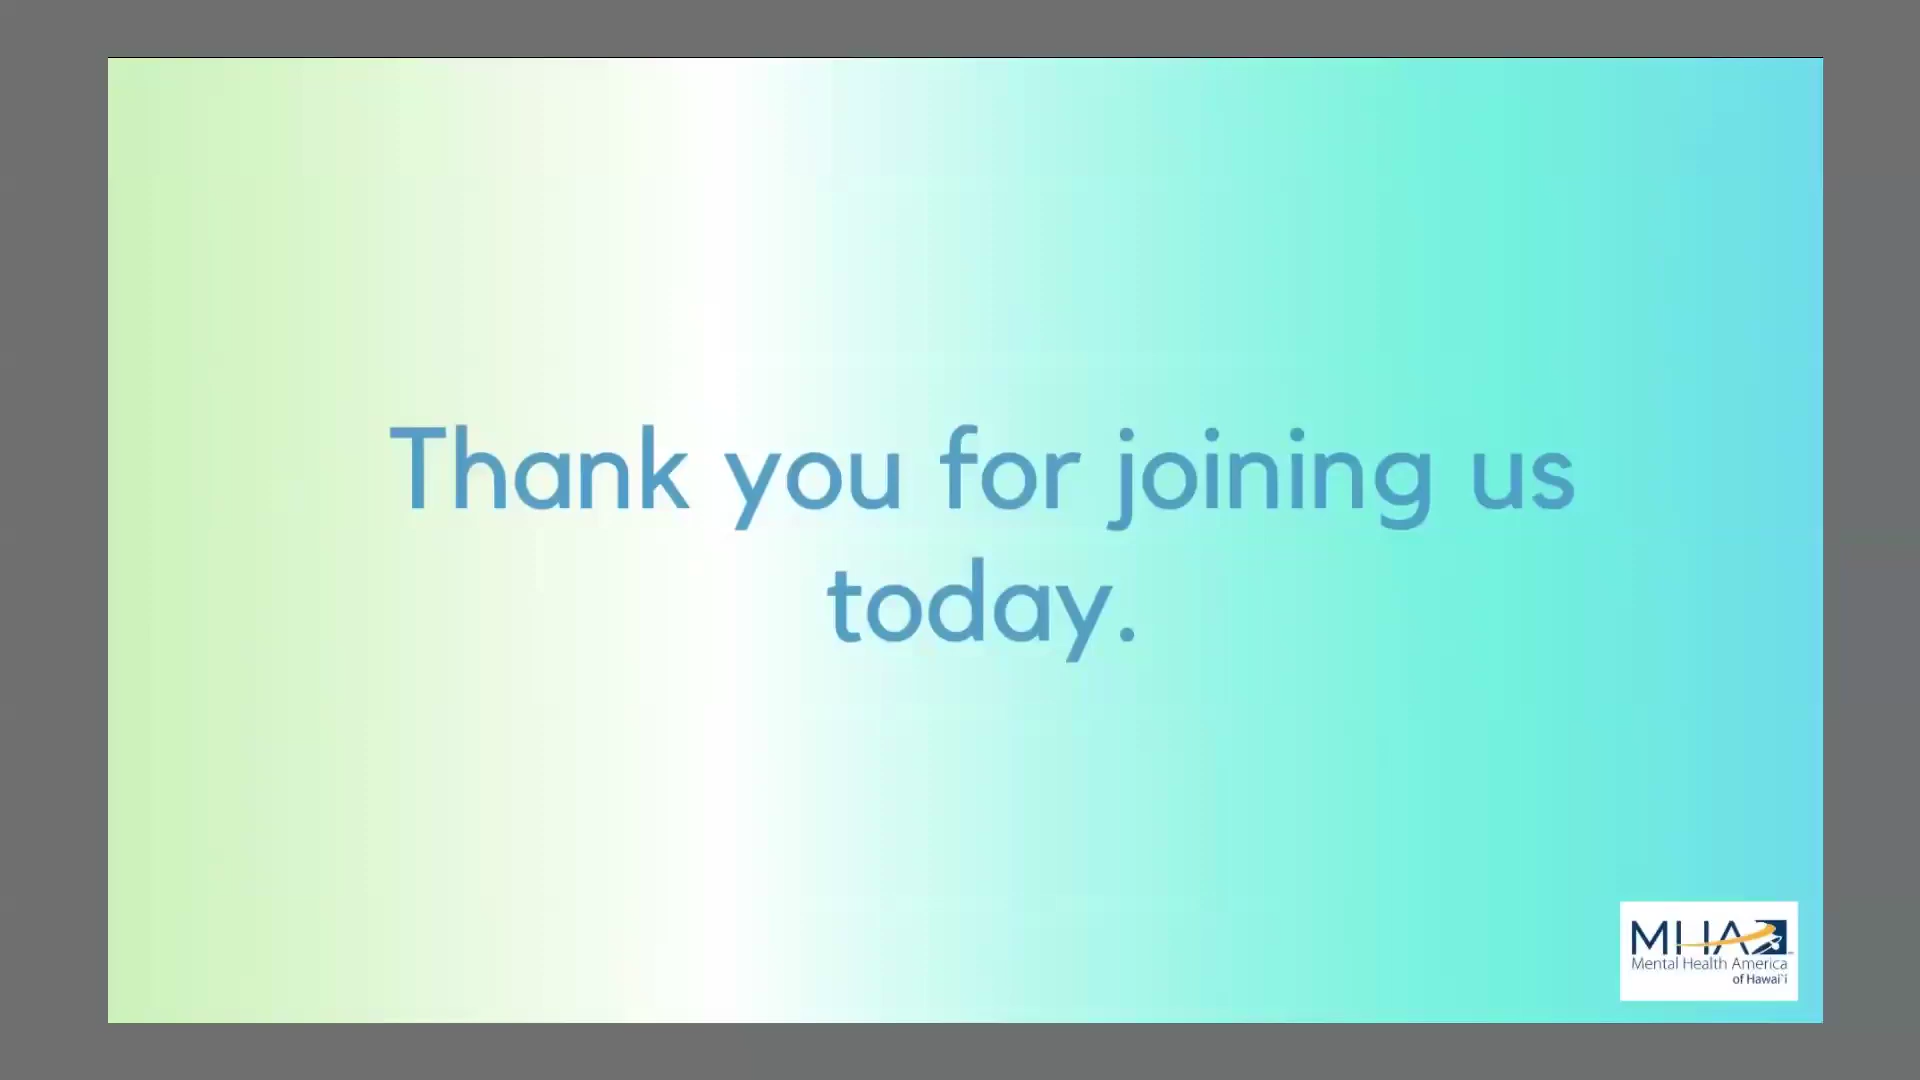 Thank you for joining us
today.
MHA
Mental Health America
of Hawai`i